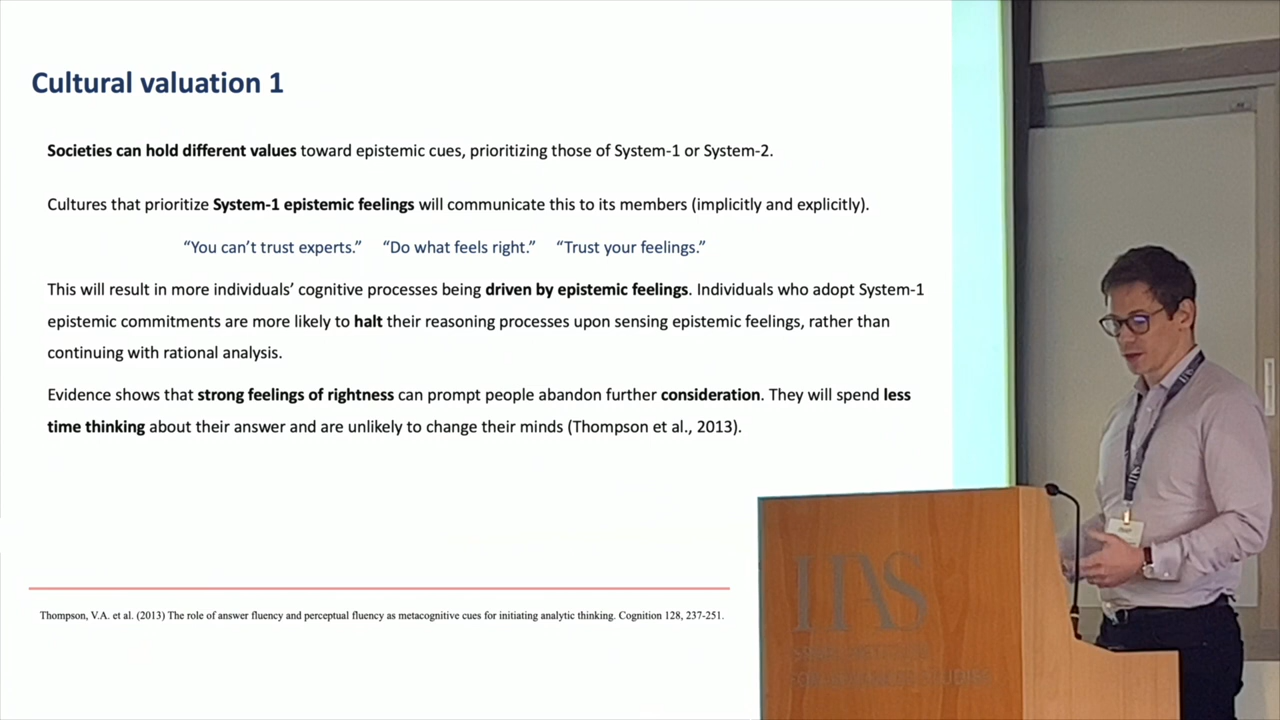 Cultural valuation 1
Societies can hold different values toward epistemic cues, prioritizing those of System-1 or System-2.
Cultures that prioritize System-1 epistemic feelings will communicate this to its members (implicitly and explicitly).
“You can’t trust experts.” “Do what feels right.” “Trust your feelings.”
This will result in more individuals’ cognitive processes being driven by epistemic feelings. Individuals who adopt System-1
epistemic commitments are more likely to halt their reasoning processes upon sensing epistemic feelings, rather than
continuing with rational analysis.
Evidence shows that strong feelings of rightness can prompt people abandon further consideration. They will spend less
time thinking about their answer and are unlikely to change their minds (Thompson et al., 2013).
Thompson, V.A. et al. (2013) The role of answer fluency and perceptual fluency as metacognitive cues for initiating analytic thinking. Cognition 128, 237-251.
IIAS
FOR ADVANCED STUDIES